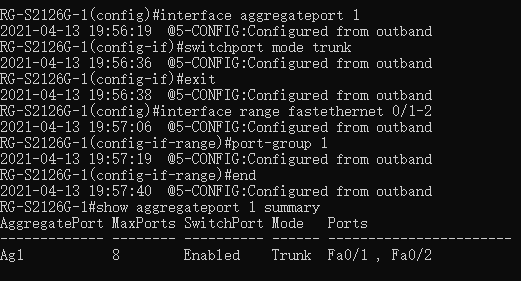 RG-S2126G-1(config)#interface aggregateport 1
2021-04-13 19:56:19  @5-CONFIG:Configured from outband
RG-S2126G-1(config-if)#switchport mode trunk
2021-04-13 19:56:36  @5-CONFIG:Configured from outband
RG-S2126G-1(config-if)#exit
2021-04-13 19:56:38  @5-CONFIG:Configured from outband
RG-S2126G-1(config)#interface range fastethernet 0/1-2
2021-04-13 19:57:06  @5-CONFIG:Configured from outband
RG-S2126G-1(config-if-range)#port-group 1
2021-04-13 19:57:19  @5-CONFIG:Configured from outband
RG-S2126G-1(config-if-range)#end
2021-04-13 19:57:40  @5-CONFIG:Configured from outband
RG-S2126G-1#show aggregateport 1 summary
AggregatePort MaxPorts SwitchPort Mode   Ports
------------- -------- ---------- ------ -----------------------
Ag1           8        Enabled    Trunk  Fa0/1 , Fa0/2